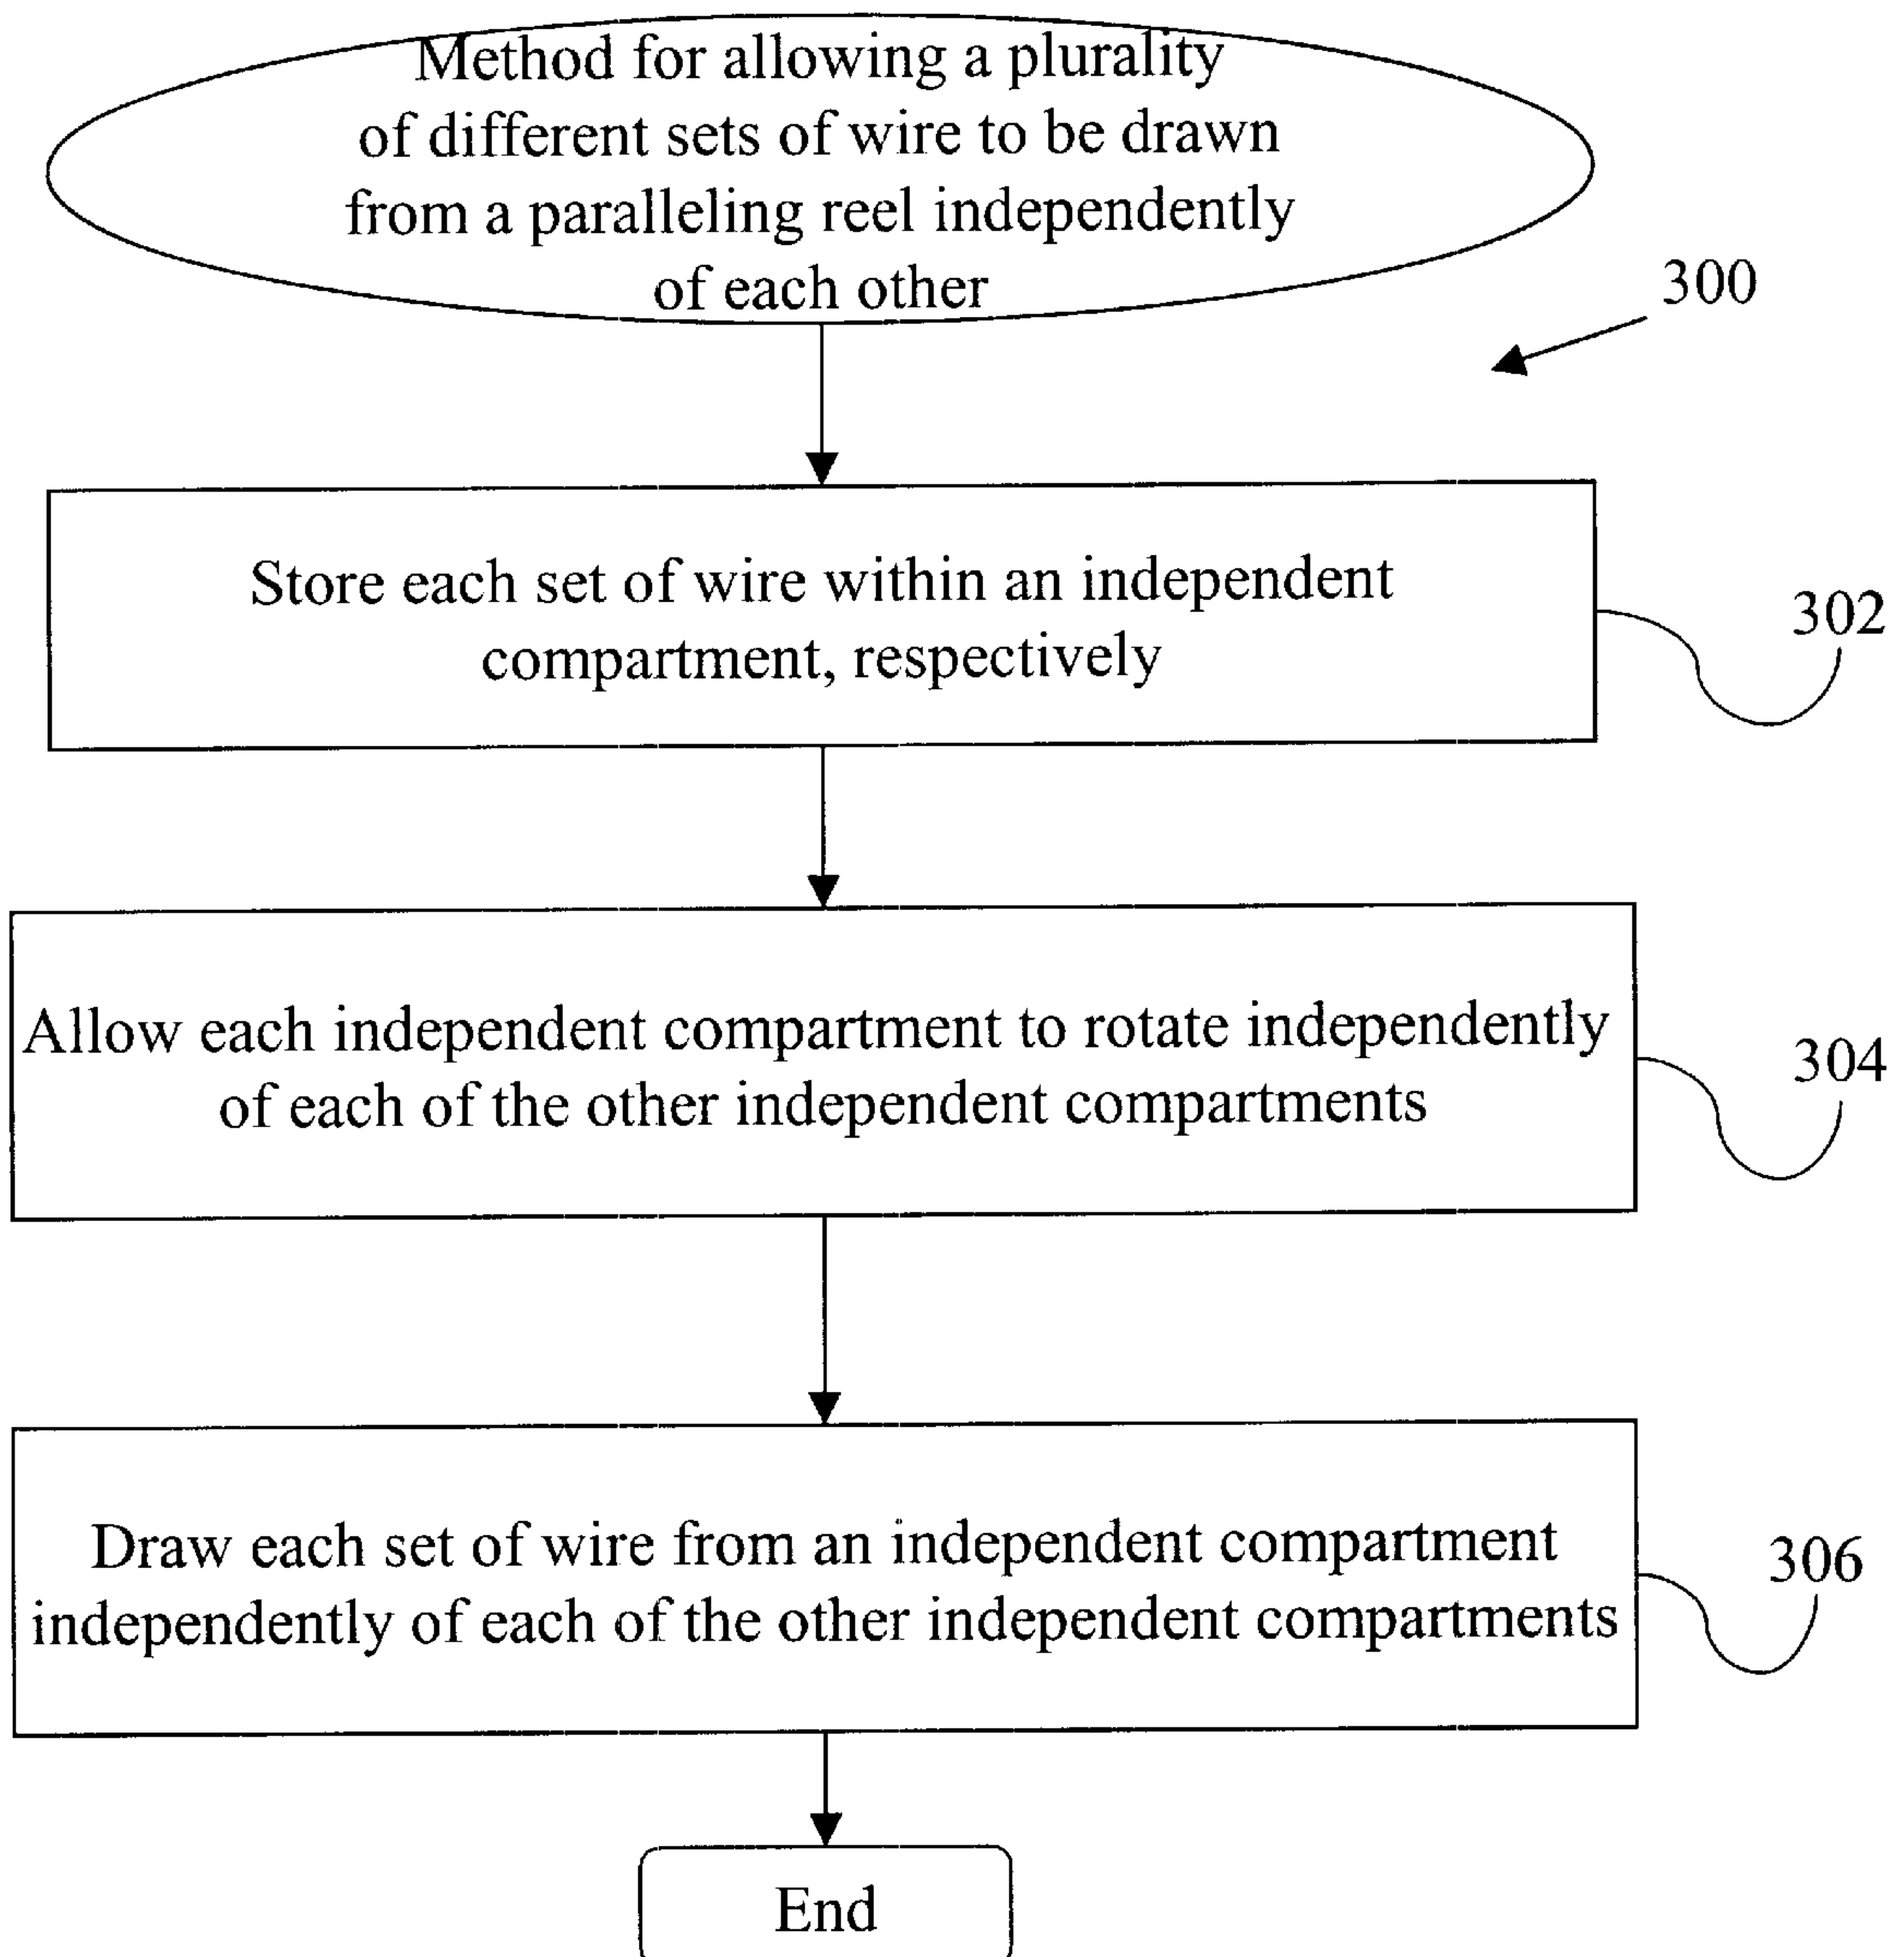 Method for allowing a plurality
of different sets of wire to be drawn
from a paralleling reel independently
of each other
300
Store each set of wire within an independent
compartment, respectively
302
Allow each independent compartment to rotate independently
of each of the other independent compartments
304
Draw each set of wire from an independent compartment
independently of each of the other independent compartments
306
End